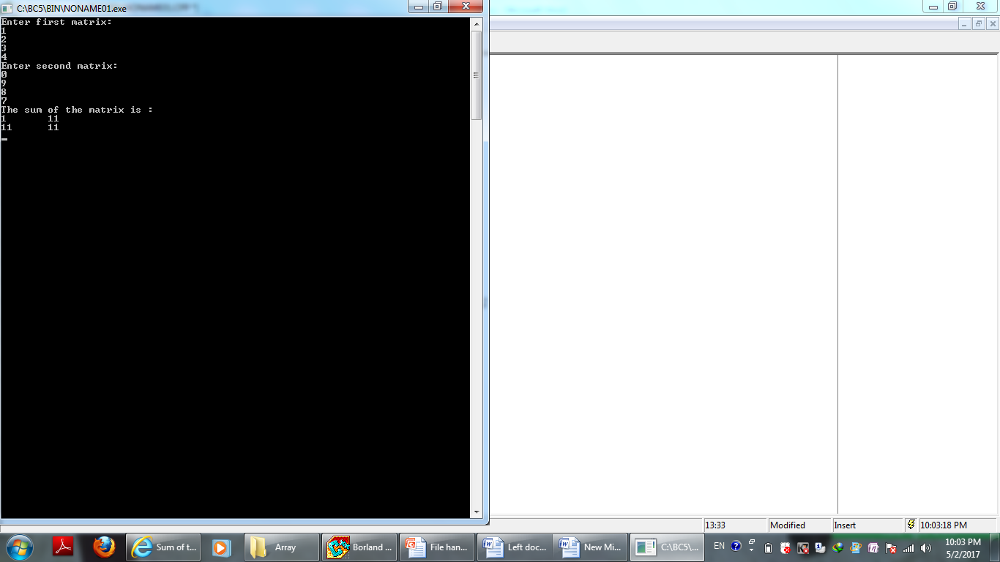 C:\BC5\BIN\NONAME01.exe
Enter first matrix:
1
2
3
4
Enter second matrix:
0
9
8
7
The sum of the matrix is :
1 11
11 11
13:33 Modified Insert 10:03:18 PM
Sum of t... Array Borland ... File han... Left doc... New Mi... C:\BC5\... EN 10:03 PM
5/2/2017